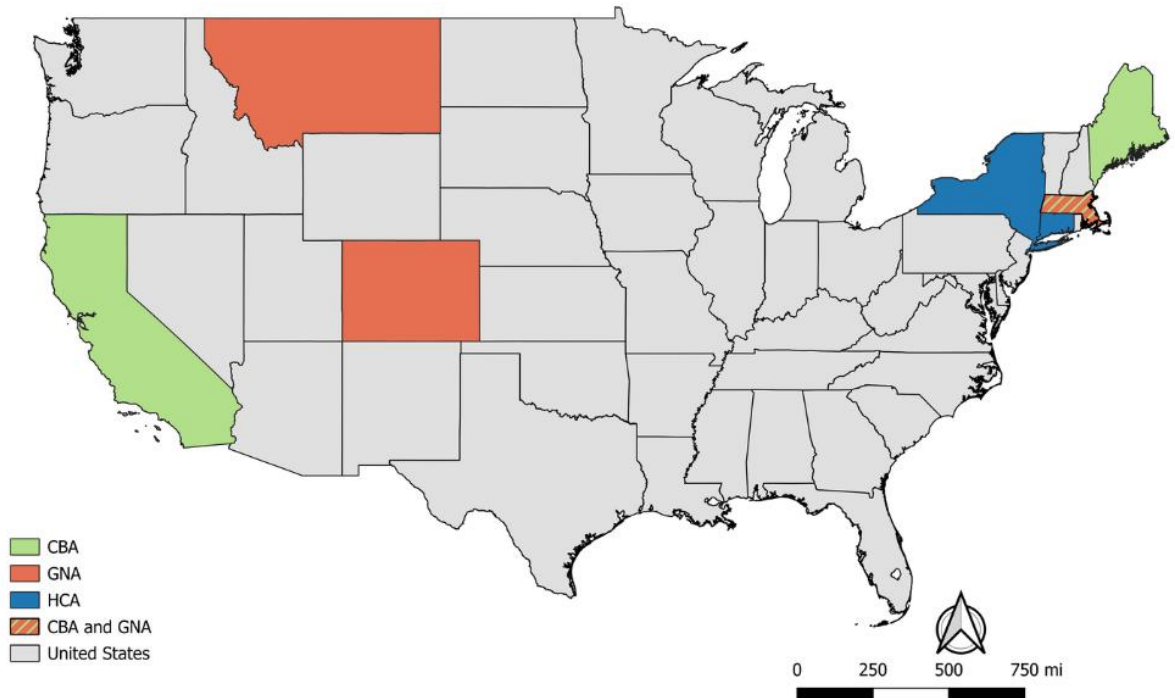 CBA
GNA
HCA
CBA and GNA
United States
0 250 500 750 mi